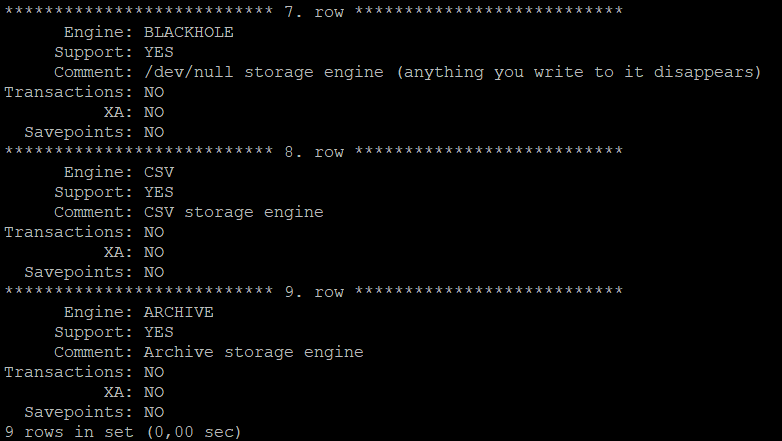 *************************** 7. row ***************************
      Engine: BLACKHOLE
     Support: YES
     Comment: /dev/null storage engine (anything you write to it disappears)
Transactions: NO
          XA: NO
  Savepoints: NO
*************************** 8. row ***************************
      Engine: CSV
     Support: YES
     Comment: CSV storage engine
Transactions: NO
          XA: NO
  Savepoints: NO
*************************** 9. row ***************************
      Engine: ARCHIVE
     Support: YES
     Comment: Archive storage engine
Transactions: NO
          XA: NO
  Savepoints: NO
9 rows in set (0,00 sec)